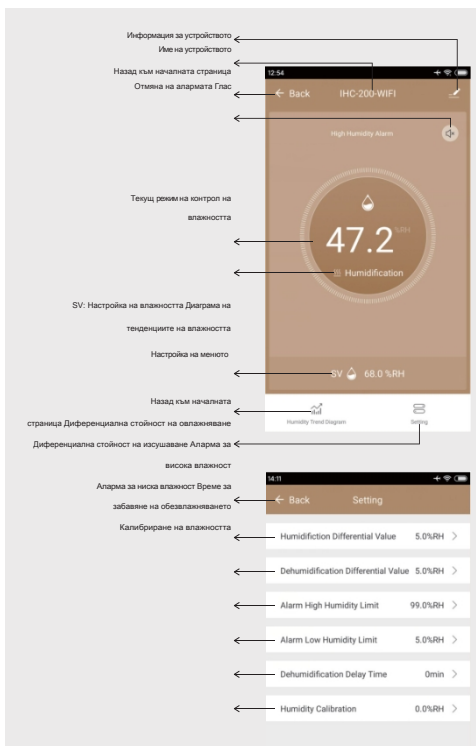 Информация за устройството
Име на устройството
Назад към началната страница
Отмяна на алармата Глас
Текущ режим на контрол на
влажността
SV: Настройка на влажността Диаграма на
тенденциите на влажността
Настройка на менюто
Назад към началната
страница Диференциална стойност на овлажняване
Диференциална стойност на изсушаване Аларма за
висока влажност
Аларма за ниска влажност Време за
забавяне на обезвлажняването
Калибриране на влажността
12:54
Back IHC-200-WIFI
High Humidity Alarm
47.2 %RH
Humidification
SV 68.0 %RH
Humidity Trend Diagram Setting
14:11
Back Setting
Humidifiction Differential Value 5.0%RH
Dehumidification Differential Value 5.0%RH
Alarm High Humidity Limit 99.0%RH
Alarm Low Humidity Limit 5.0%RH
Dehumidification Delay Time 0min
Humidity Calibration 0.0%RH